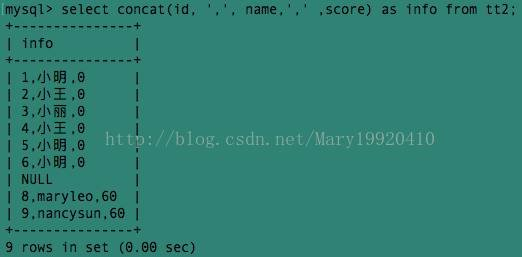 mysql> select concat(id, ',', name,',' ,score) as info from tt2;
+---------------+
| info          |
+---------------+
| 1,小明,0      |
| 2,小王,0      |
| 3,小丽,0      |
| 4,小王,0      |
| 5,小明,0      |
| 6,小明,0      |
| NULL          |
| 8,maryleo,60  |
| 9,nancysun,60 |
+---------------+
9 rows in set (0.00 sec)
http://blog.csdn.net/Mary19920410